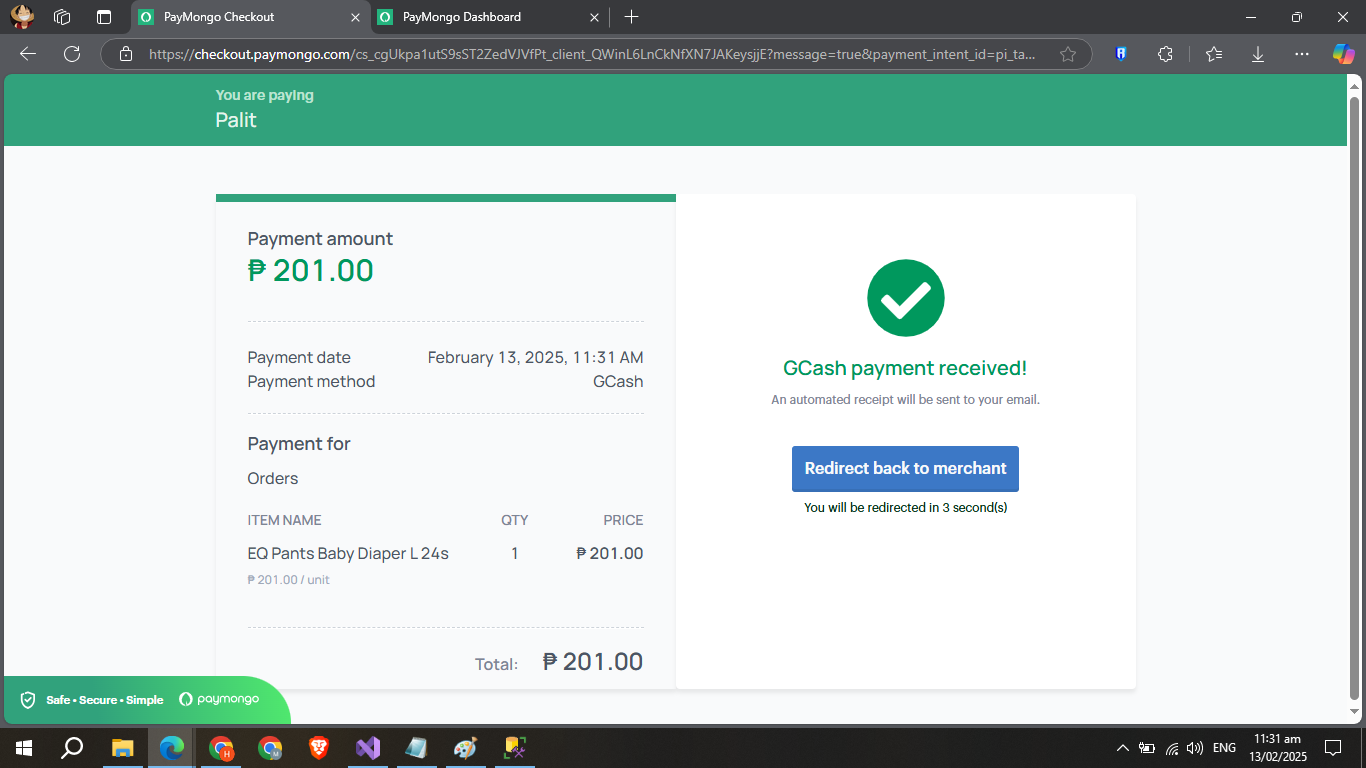 PayMongo Checkout
PayMongo Dashboard
https://checkout.paymongo.com/cs_cgUkpa1utS9sST2ZedVJVfPt_client_QWinL6LnCkNfXN7JAKeysjjE?message=true&payment_intent_id=pi_ta...
You are paying
Palit
Payment amount
₱ 201.00
Payment date February 13, 2025, 11:31 AM
Payment method GCash
Payment for
Orders
ITEM NAME QTY PRICE
EQ Pants Baby Diaper L 24s 1 ₱ 201.00
₱ 201.00 / unit
Total: ₱ 201.00
GCash payment received!
An automated receipt will be sent to your email.
Redirect back to merchant
You will be redirected in 3 second(s)
Safe • Secure • Simple paymongo
H
M
ENG
11:31 am
13/02/2025